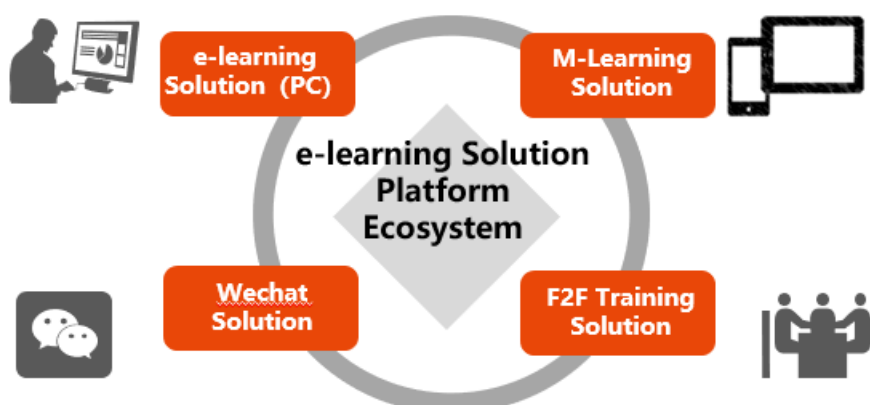 e-learning
Solution (PC)
M-Learning
Solution
e-learning Solution
Platform
Ecosystem
Wechat
Solution
F2F Training
Solution